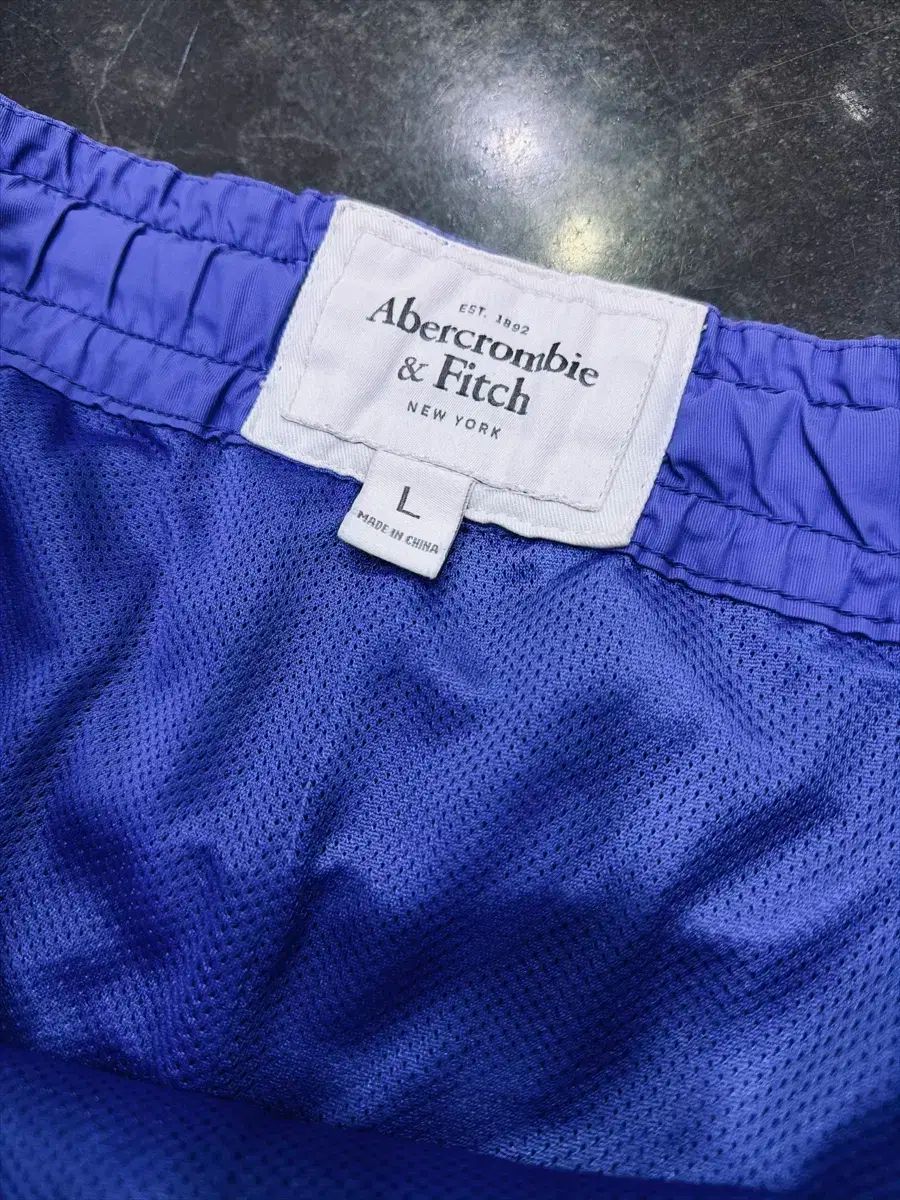 EST. 1892
Abercrombie
& Fitch
NEW YORK
L
MADE IN CHINA